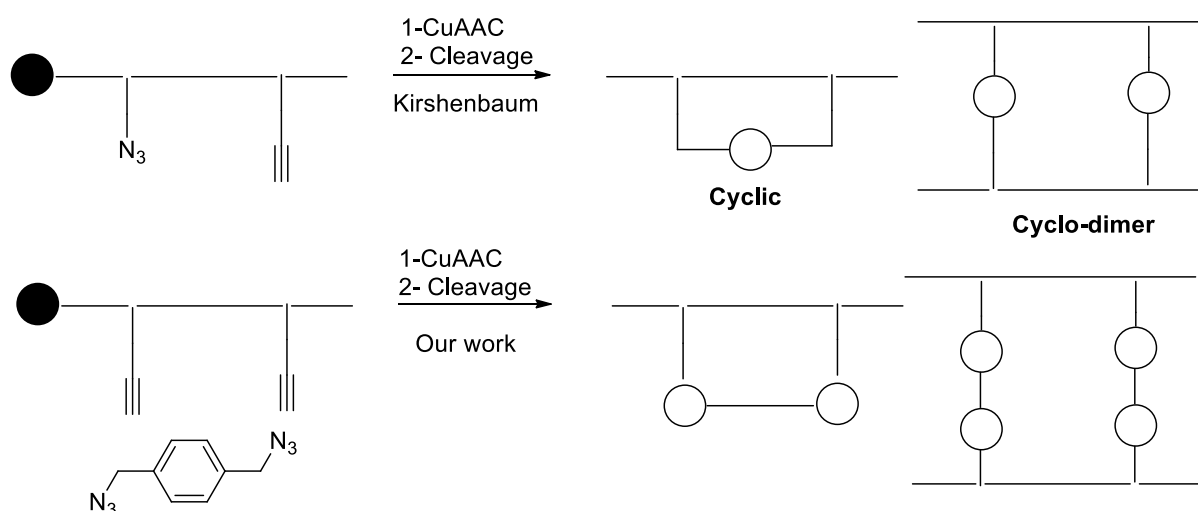 1-CuAAC
2- Cleavage
Kirshenbaum
N3
Cyclic
Cyclo-dimer
1-CuAAC
2- Cleavage
Our work
N3
N3